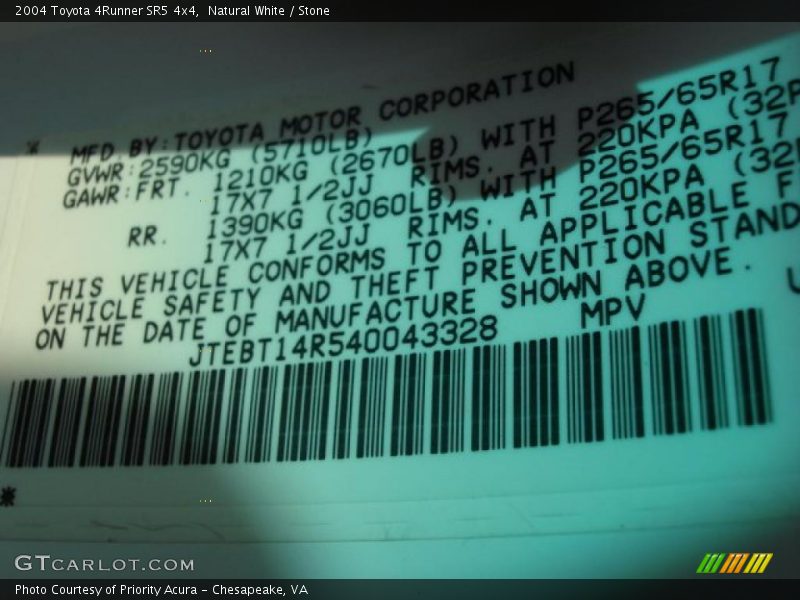 2004 Toyota 4Runner SR5 4x4, Natural White / Stone
MFD. BY: TOYOTA MOTOR CORPORATION
GVWR: 2590KG (5710LB)
GAWR: FRT. 1210KG (2670LB) WITH P265/65R17
17X7 1/2JJ RIMS. AT 220KPA (32P
RR. 1390KG (3060LB) WITH P265/65R17
17X7 1/2JJ RIMS. AT 220KPA (32P
THIS VEHICLE CONFORMS TO ALL APPLICABLE F
VEHICLE SAFETY AND THEFT PREVENTION STAND
ON THE DATE OF MANUFACTURE SHOWN ABOVE.
JTEBT14R540043328 MPV
GTCARLOT.COM
Photo Courtesy of Priority Acura - Chesapeake, VA